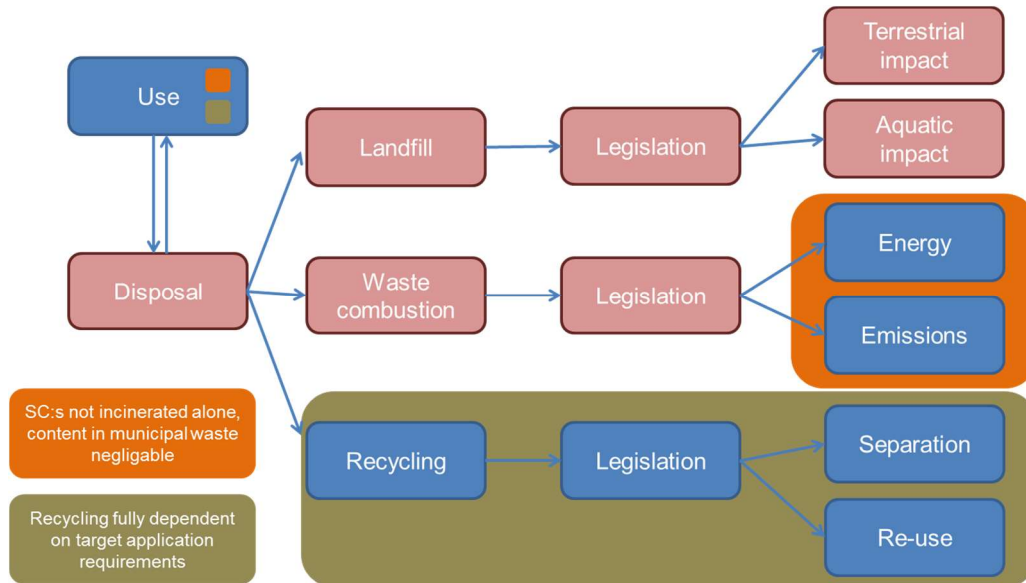 Use
Disposal
Landfill
Legislation
Terrestrial
impact
Aquatic
impact
Waste
combustion
Legislation
Energy
Emissions
Recycling
Legislation
Separation
Re-use
SC:s not incinerated alone,
content in municipal waste
negligable
Recycling fully dependent
on target application
requirements